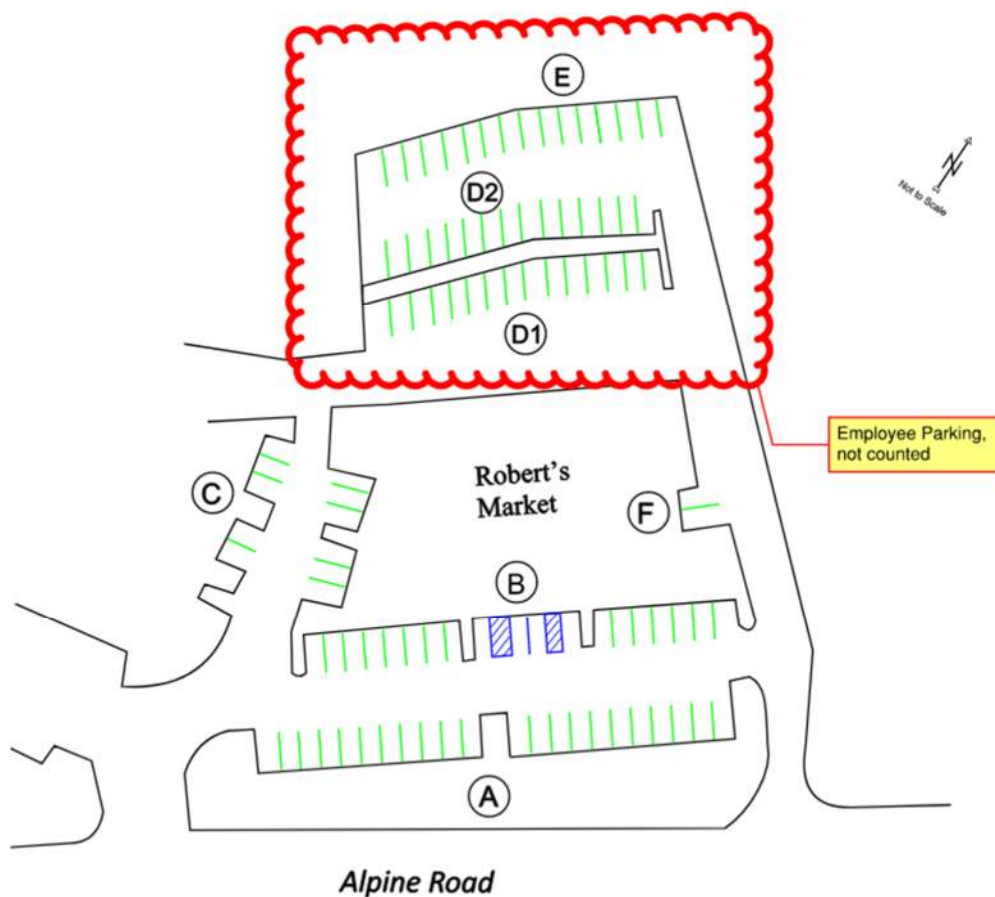 E
D2
N
Not to Scale
D1
Employee Parking,
not counted
C
Robert's
Market
F
B
A
Alpine Road